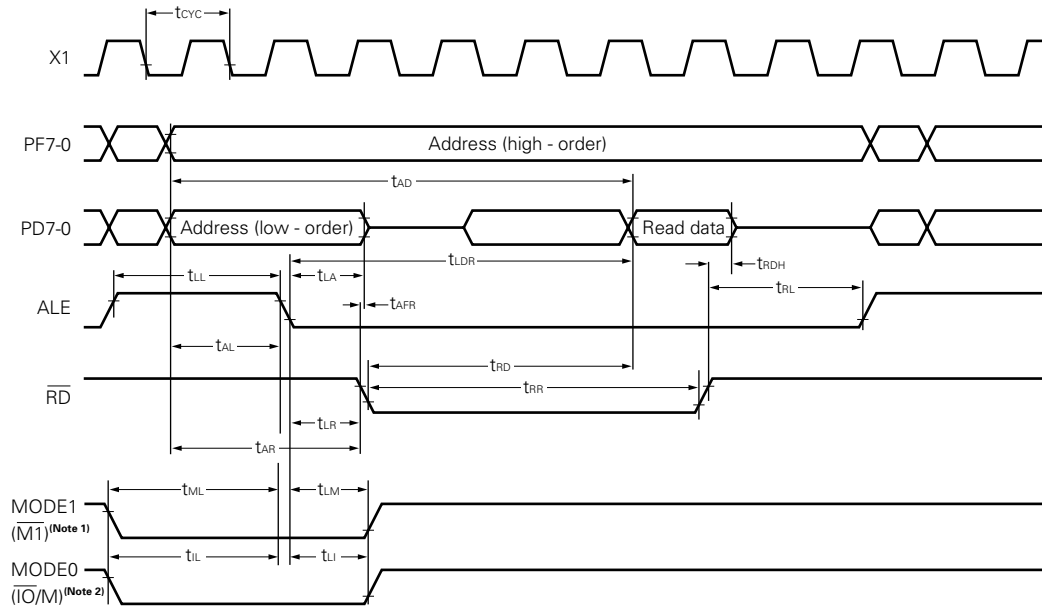 tCYC
X1
PF7-0
Address (high - order)
tAD
PD7-0
Address (low - order)
Read data
tLDR
tRDH
tLL
tLA
tRL
ALE
tAFR
tAL
tRD
tRR
RD
tLR
tAR
tML
tLM
MODE1
(M1)(Note 1)
tIL
tLI
MODE0
(IO/M)(Note 2)